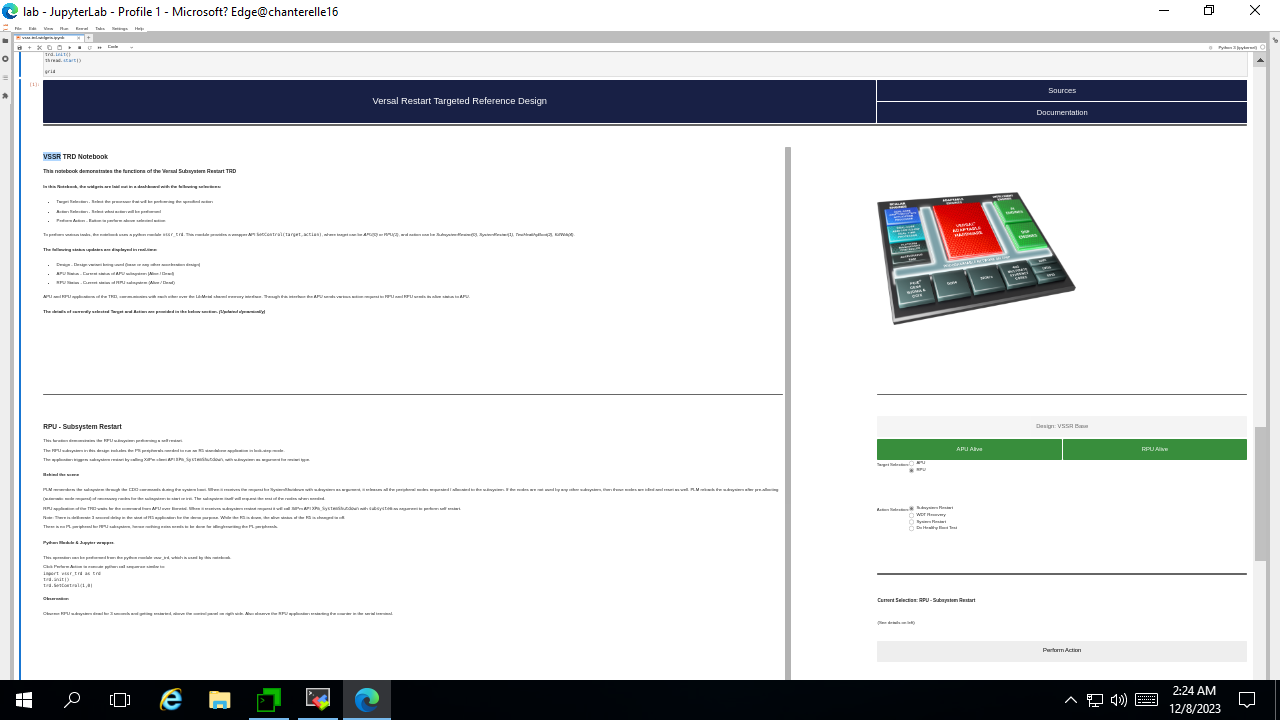 lab - JupyterLab - [InPrivate] - Edge@chanterelle16
File Edit View Run Kernel Tabs Settings Help
vssr-trd-widgets.ipynb
Code
Python 3 (ipykernel)
trd.init()
thread.start()
grid
[1]:
Versal Restart Targeted Reference Design
Sources
Documentation
VSSR TRD Notebook
This notebook demonstrates the functions of the Versal Subsystem Restart TRD
In this Notebook, the widgets are laid out in a dashboard with the following selections:
Target Selection - Select the processor that will be performing the specified action
Action Selection - Select what action will be performed
Perform Action - Button to perform above selected action
To perform various tasks, the notebook uses a python module vssr_trd. This module provides a wrapper API SetControl(target,action), where target can be APU(0) or RPU(1), and action can be SubsystemRestart(0), SystemRestart(1), TestHealthyBoot(2), KillWdt(4).
The following status updates are displayed in real-time:
Design - Design variant being used (base or any other acceleration design)
APU Status - Current status of APU subsystem (Alive / Dead)
RPU Status - Current status of RPU subsystem (Alive / Dead)
APU and RPU applications of the TRD, communicates with each other over the LibMetal shared memory interface. Through this interface the APU sends various action request to RPU and RPU sends its alive status to APU
The details of currently selected Target and Action are provided in the below section. (Updated dynamically)
VERSAL
ADAPTABLE
HARDWARE
RPU - Subsystem Restart
This function demonstrates the RPU subsystem performing a self restart.
The RPU subsystem in this design includes the PS peripherals needed to run an R5 standalone application in lock-step mode.
The application triggers subsystem restart by calling XilPm client API XPm_SystemShutdown, with subsystem as argument for restart type.
Behind the scene
PLM remembers the subsystem through the CDO commands during the system boot. When it receives the request for SystemShutdown with subsystem as argument, it releases all the peripheral nodes requested / allocated to the subsystem. If the nodes are not used by any other subsystem, then those nodes are idled and reset as well. PLM reloads the subsystem after pre-allocing
(automatic node request) of necessary nodes for the subsystem to start or run. The subsystem itself will request the rest of the nodes when needed.
RPU application of the TRD waits for the command from APU over libmetal. When it receives subsystem restart request it will call XilPm API XPm_SystemShutdown with subsystem as argument to perform self restart.
Note: There is deliberate 3 second delay in the start of R5 application for the demo purpose. While the R5 is down, the alive status of the R5 is changed to off.
There is no PL peripheral for RPU subsystem, hence nothing extra needs to be done for idling/resetting the PL peripherals.
Python Module & Jupyter wrapper
This operation can be performed from the python module vssr_trd, which is used by this notebook.
Click Perform Action to execute python call sequence similar to:
import vssr_trd as trd
trd.init()
trd.SetControl(1,0)
Observation
Observe RPU subsystem dead for 3 seconds and getting restarted, above the control panel on right side. Also observe the RPU application restarting the counter in the serial terminal.
Design: VSSR Base
APU Alive
RPU Alive
Target Selection:
APU
RPU
Action Selection:
Subsystem Restart
WDT Recovery
System Restart
Do Healthy Boot Test
Current Selection: RPU - Subsystem Restart
(See details on left)
Perform Action
2:24 AM
12/8/2023